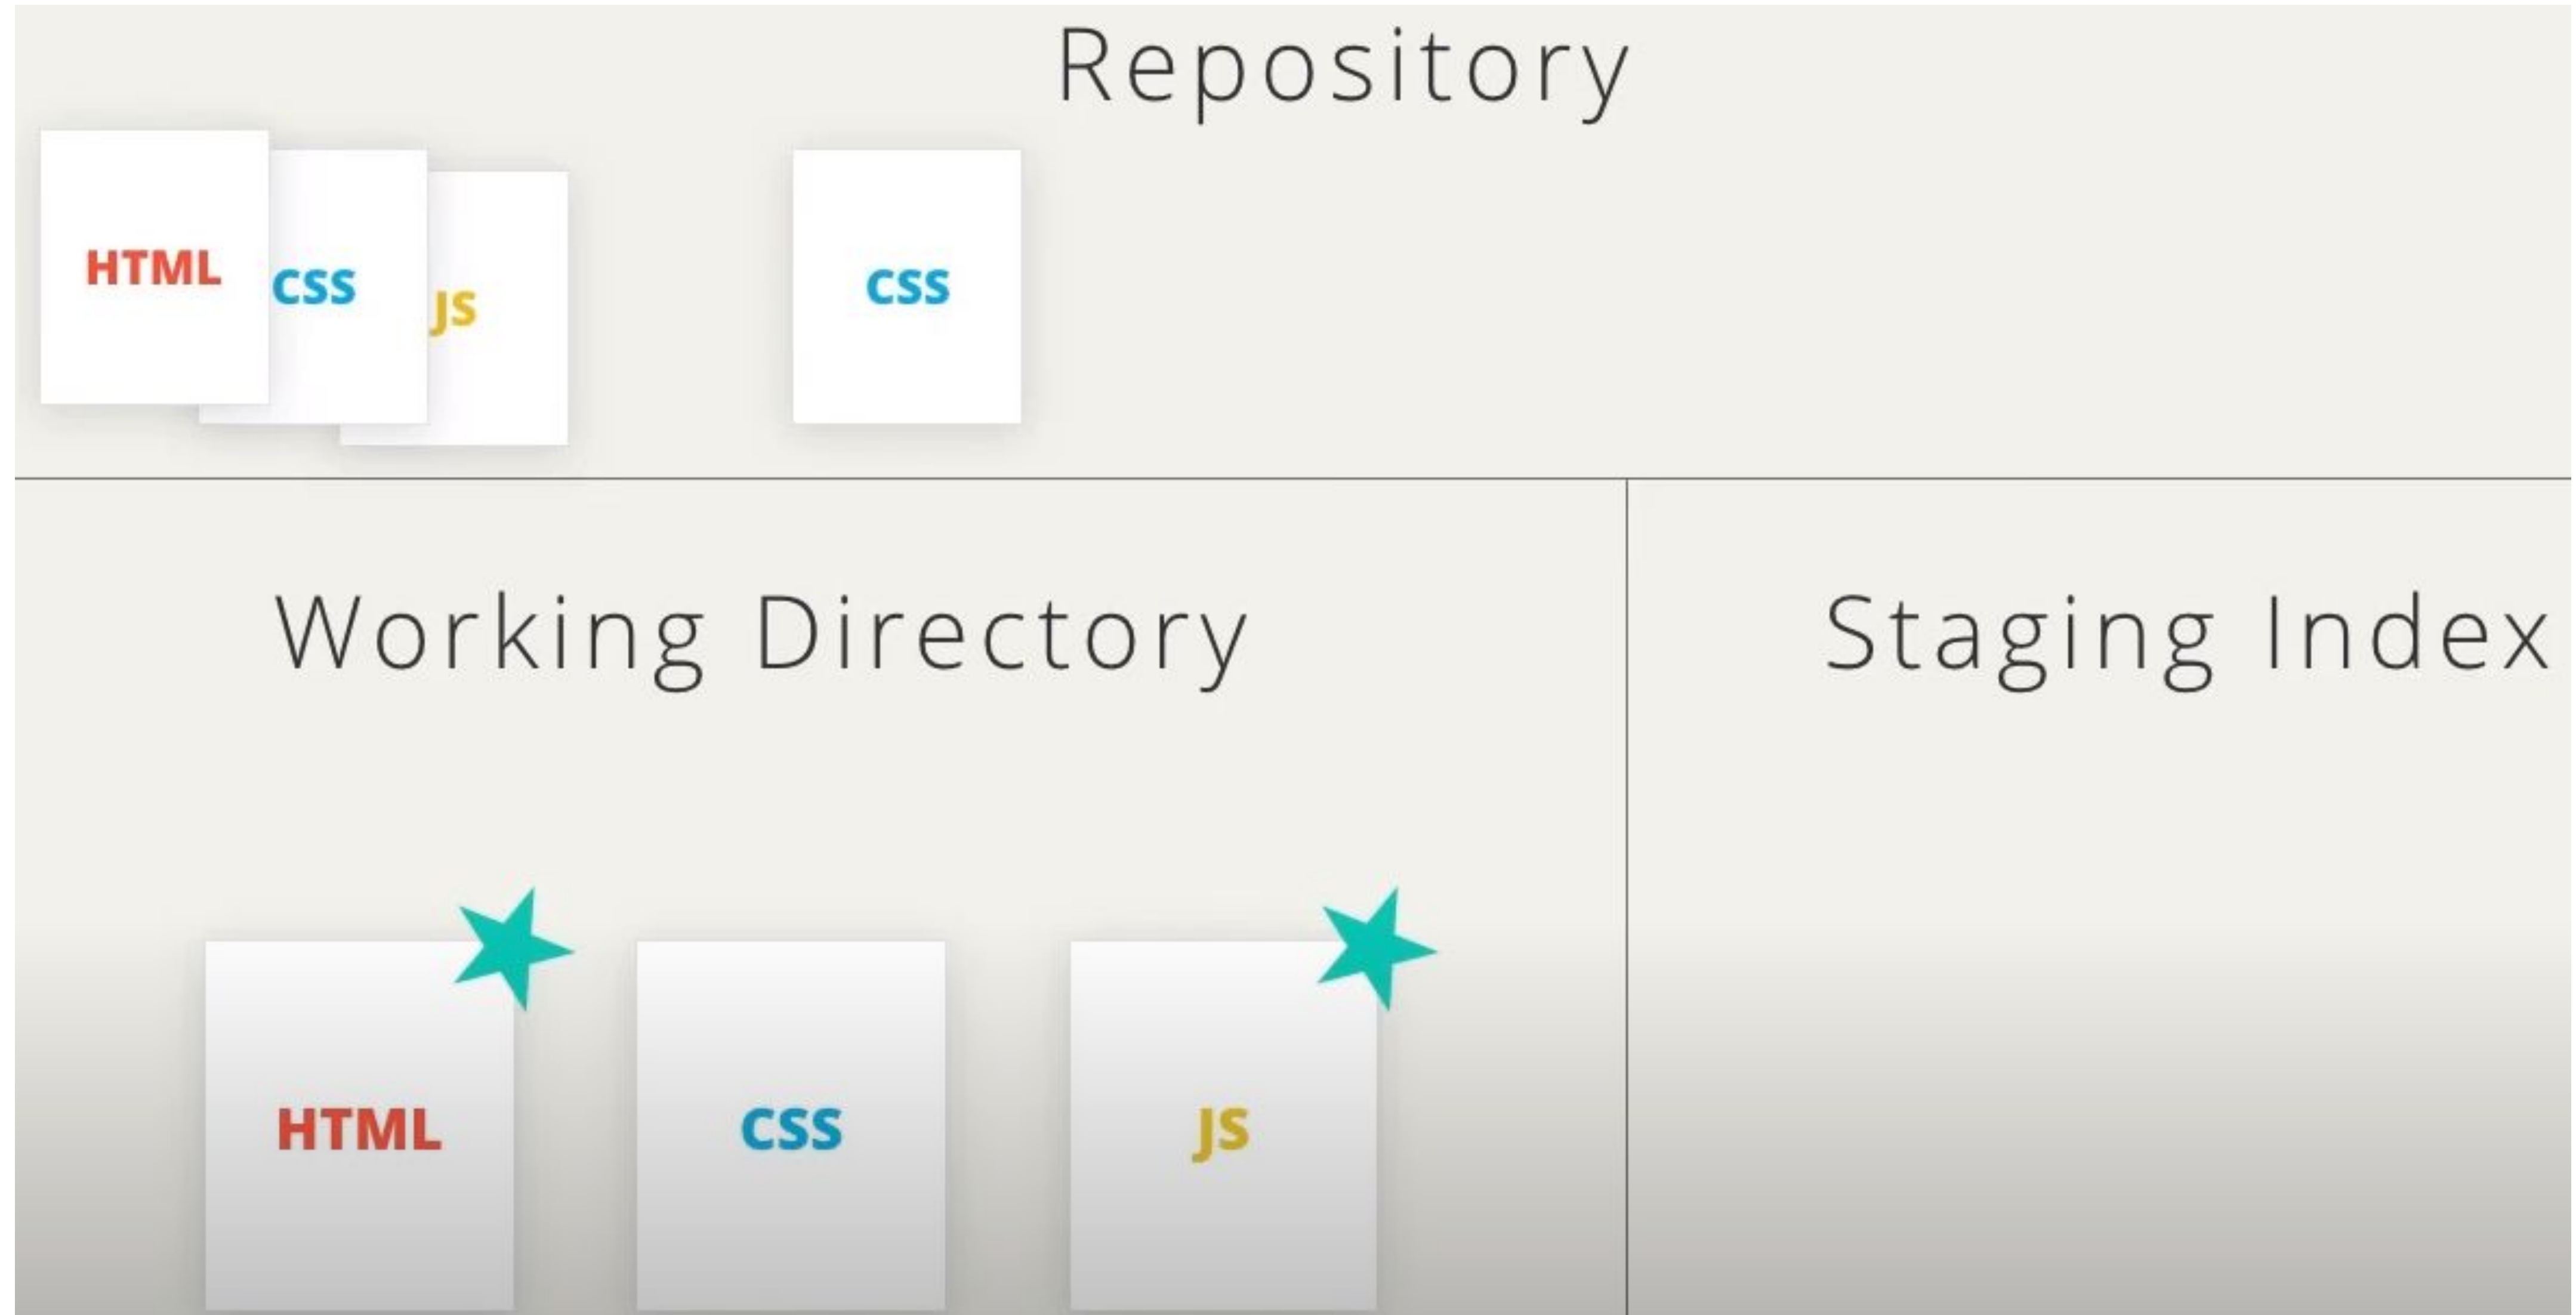 Repository
HTML
CSS
JS
CSS
Working Directory
Staging Index
HTML
CSS
JS